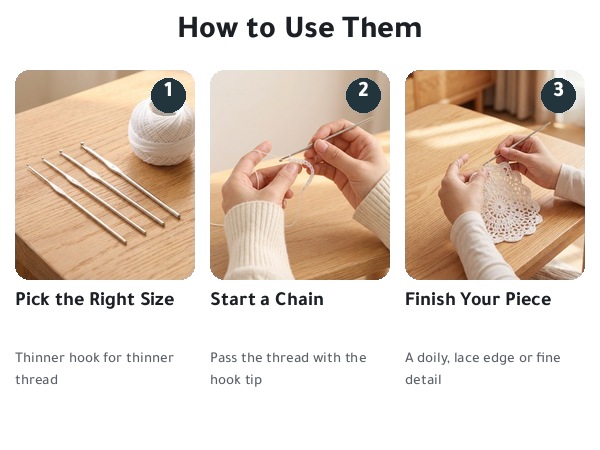 How to Use Them
1
2
3
Pick the Right Size
Start a Chain
Finish Your Piece
Thinner hook for thinner
thread
Pass the thread with the
hook tip
A doily, lace edge or fine
detail